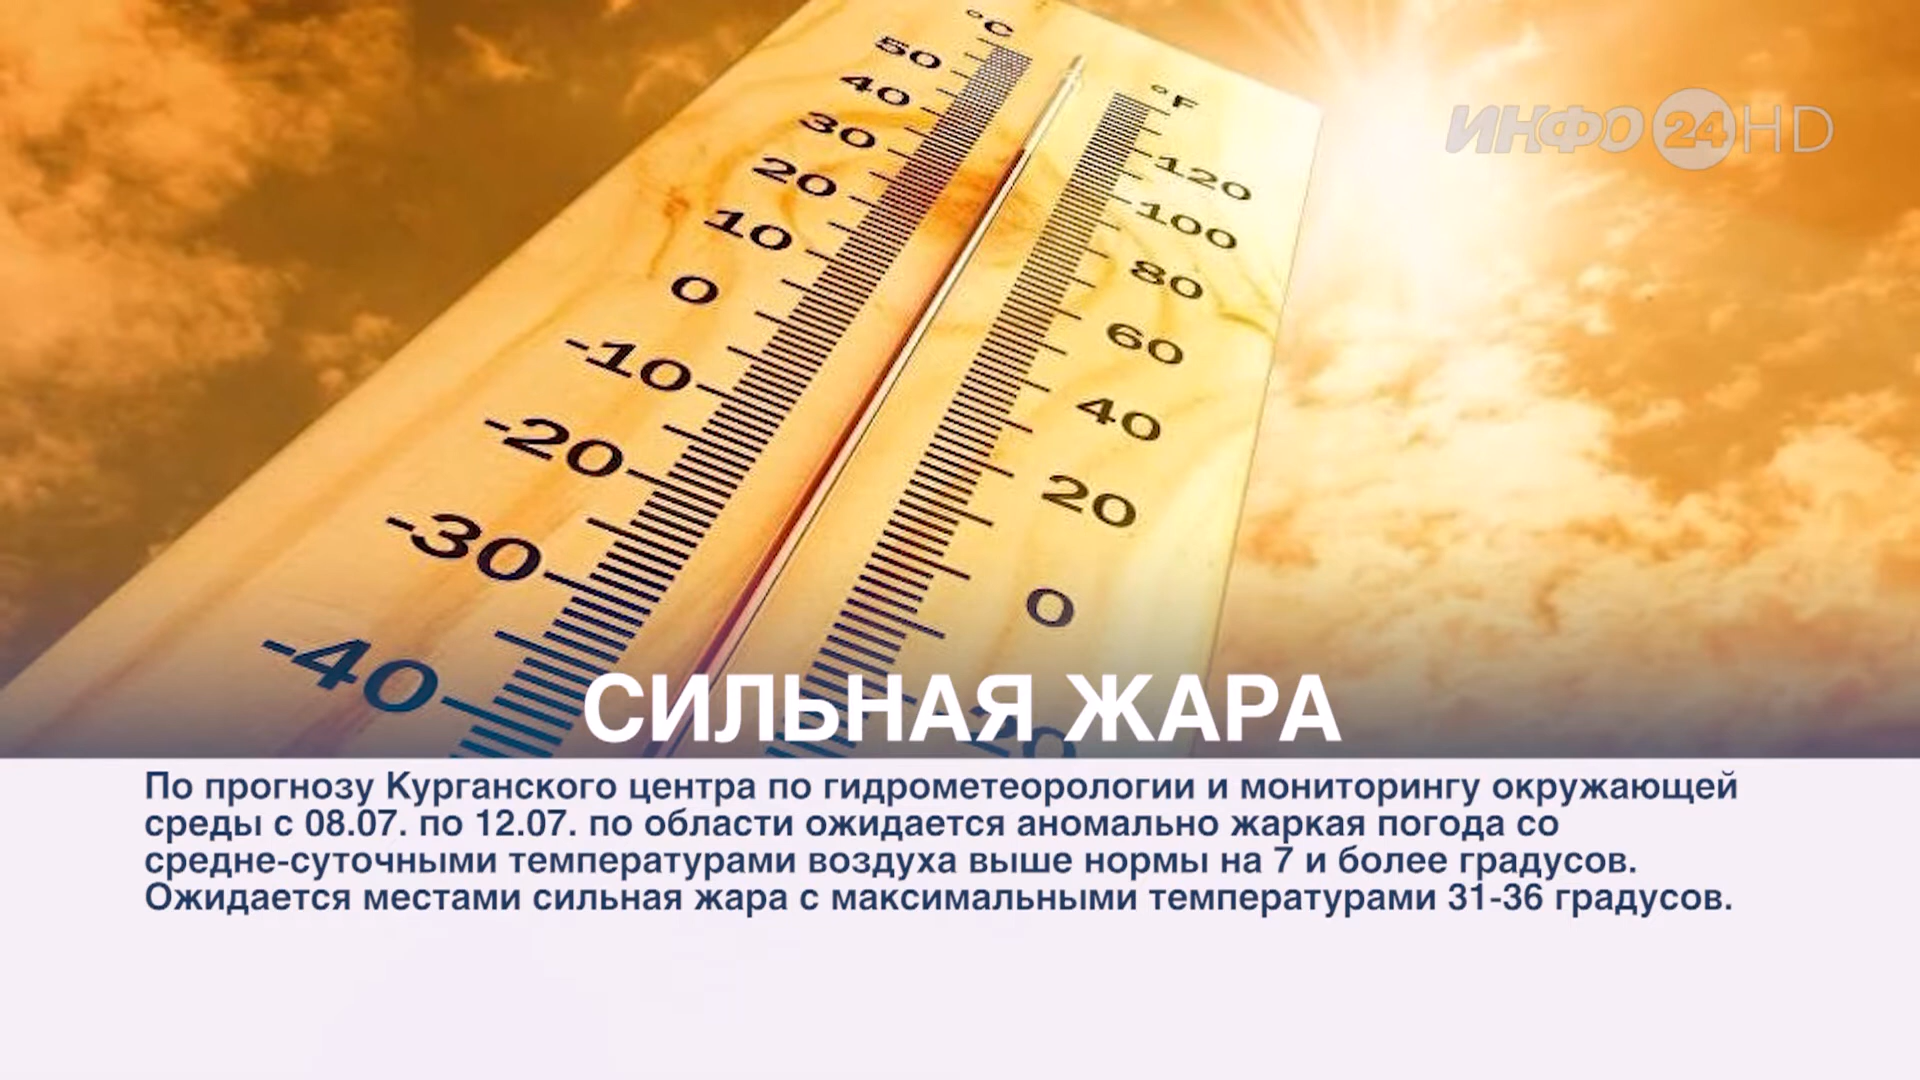 °C
°F
50
40
30
20
10
0
-10
-20
-30
-40
120
100
80
60
40
20
0
-20
ИНФО 24 HD
СИЛЬНАЯ ЖАРА
По прогнозу Курганского центра по гидрометеорологии и мониторингу окружающей
среды с 08.07. по 12.07. по области ожидается аномально жаркая погода со
средне-суточными температурами воздуха выше нормы на 7 и более градусов.
Ожидается местами сильная жара с максимальными температурами 31-36 градусов.